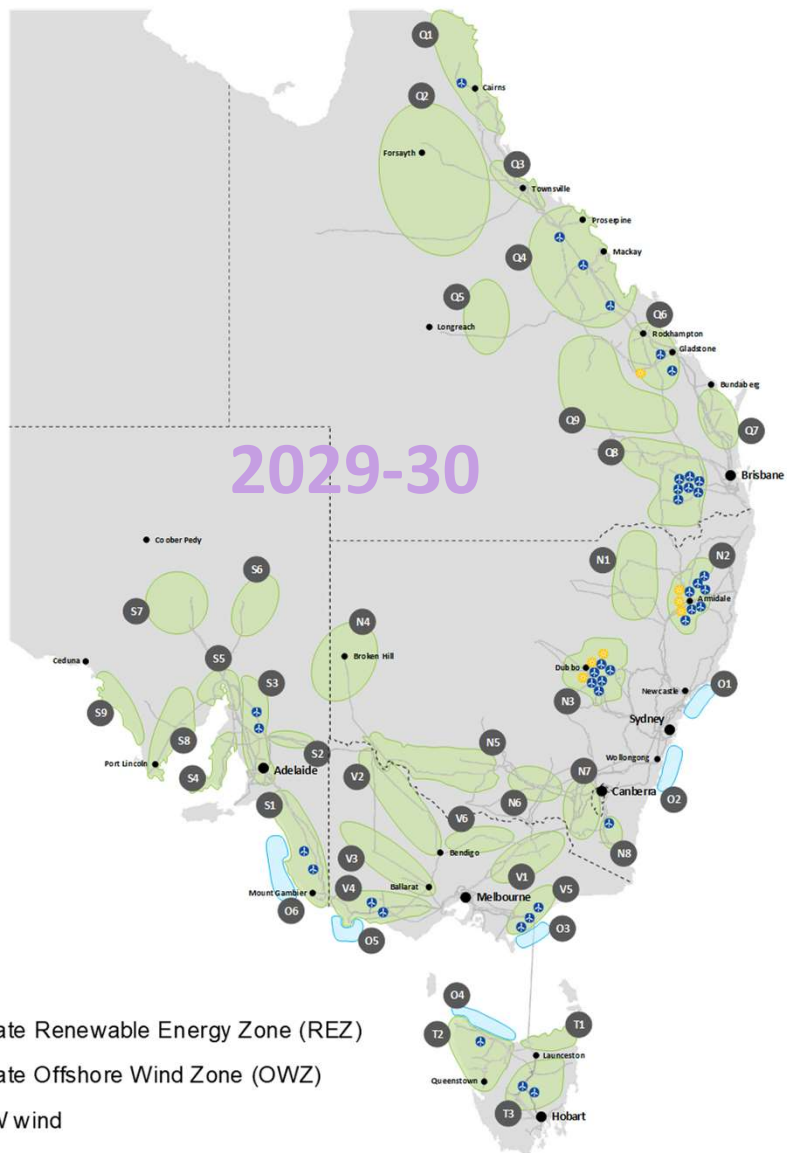 Q1
Cairns
Q2
Forsayth
Q3
Townsville
Proserpine
Q4
Mackay
Q5
Q6
Longreach
Rockhampton
Gladstone
Bundaberg
Q9
Q7
Q8
2029-30
Brisbane
Coober Pedy
N1
N2
S6
Armidale
S7
N4
Broken Hill
Ceduna
S5
Dubbo
S3
Newcastle
O1
N3
S9
Sydney
S8
N5
S2
Wollongong
Port Lincoln
Adelaide
V2
N7
S4
Canberra
S1
N6
O2
V6
V3
Bendigo
N8
V1
V4
Ballarat
V5
Mount Gambier
Melbourne
O6
O3
O5
O4
T1
T2
Launceston
Queenstown
T3
Hobart
ate Renewable Energy Zone (REZ)
ate Offshore Wind Zone (OWZ)
wind